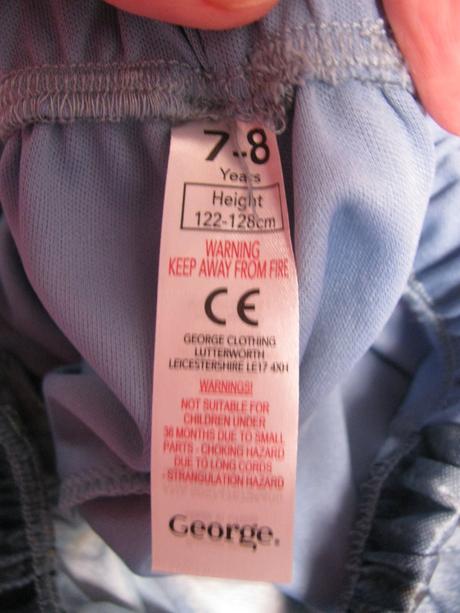 7-8
Years
Height
122-128cm
WARNING
KEEP AWAY FROM FIRE
CE
GEORGE CLOTHING
LUTTERWORTH
LEICESTERSHIRE LE17 4XH
WARNINGS!
NOT SUITABLE FOR
CHILDREN UNDER
36 MONTHS DUE TO SMALL
PARTS - CHOKING HAZARD
DUE TO LONG CORDS
- STRANGULATION HAZARD
George.